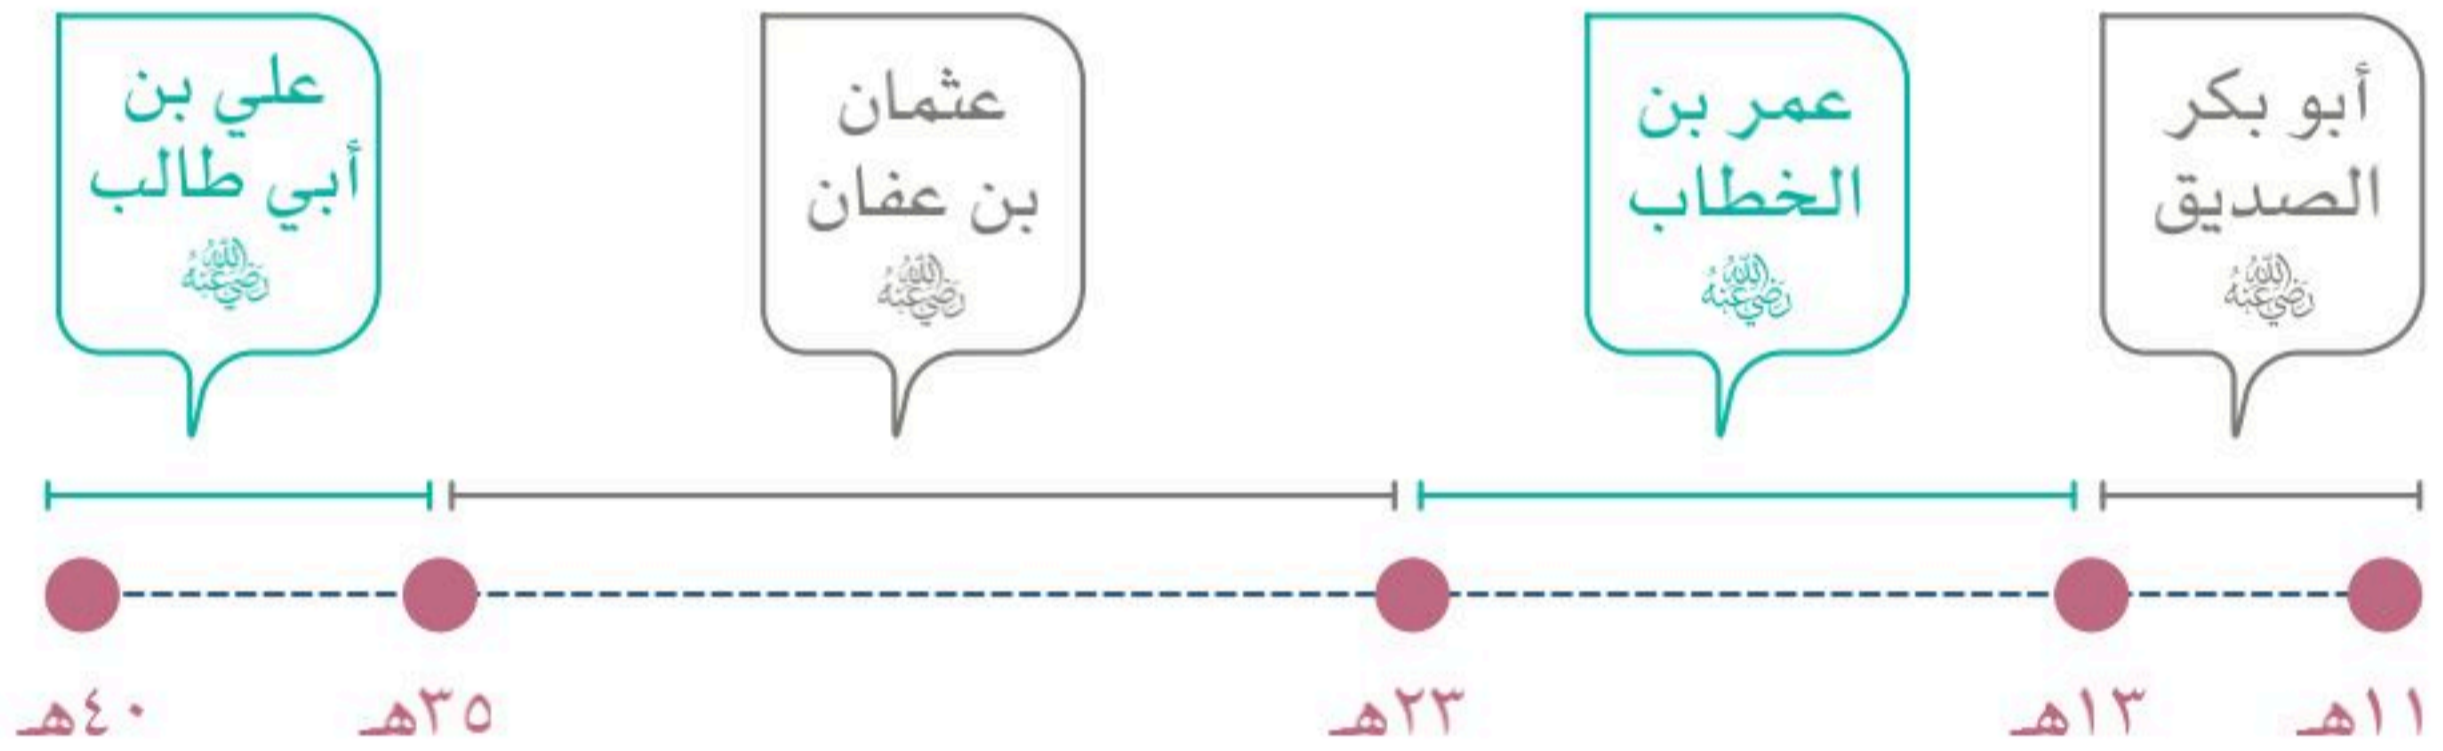 أبو بكر
الصديق
رضي الله عنه
عمر بن
الخطاب
رضي الله عنه
عثمان
بن عفان
رضي الله عنه
علي بن
أبي طالب
رضي الله عنه
١١هـ
١٣هـ
٢٣هـ
٣٥هـ
٤٠هـ